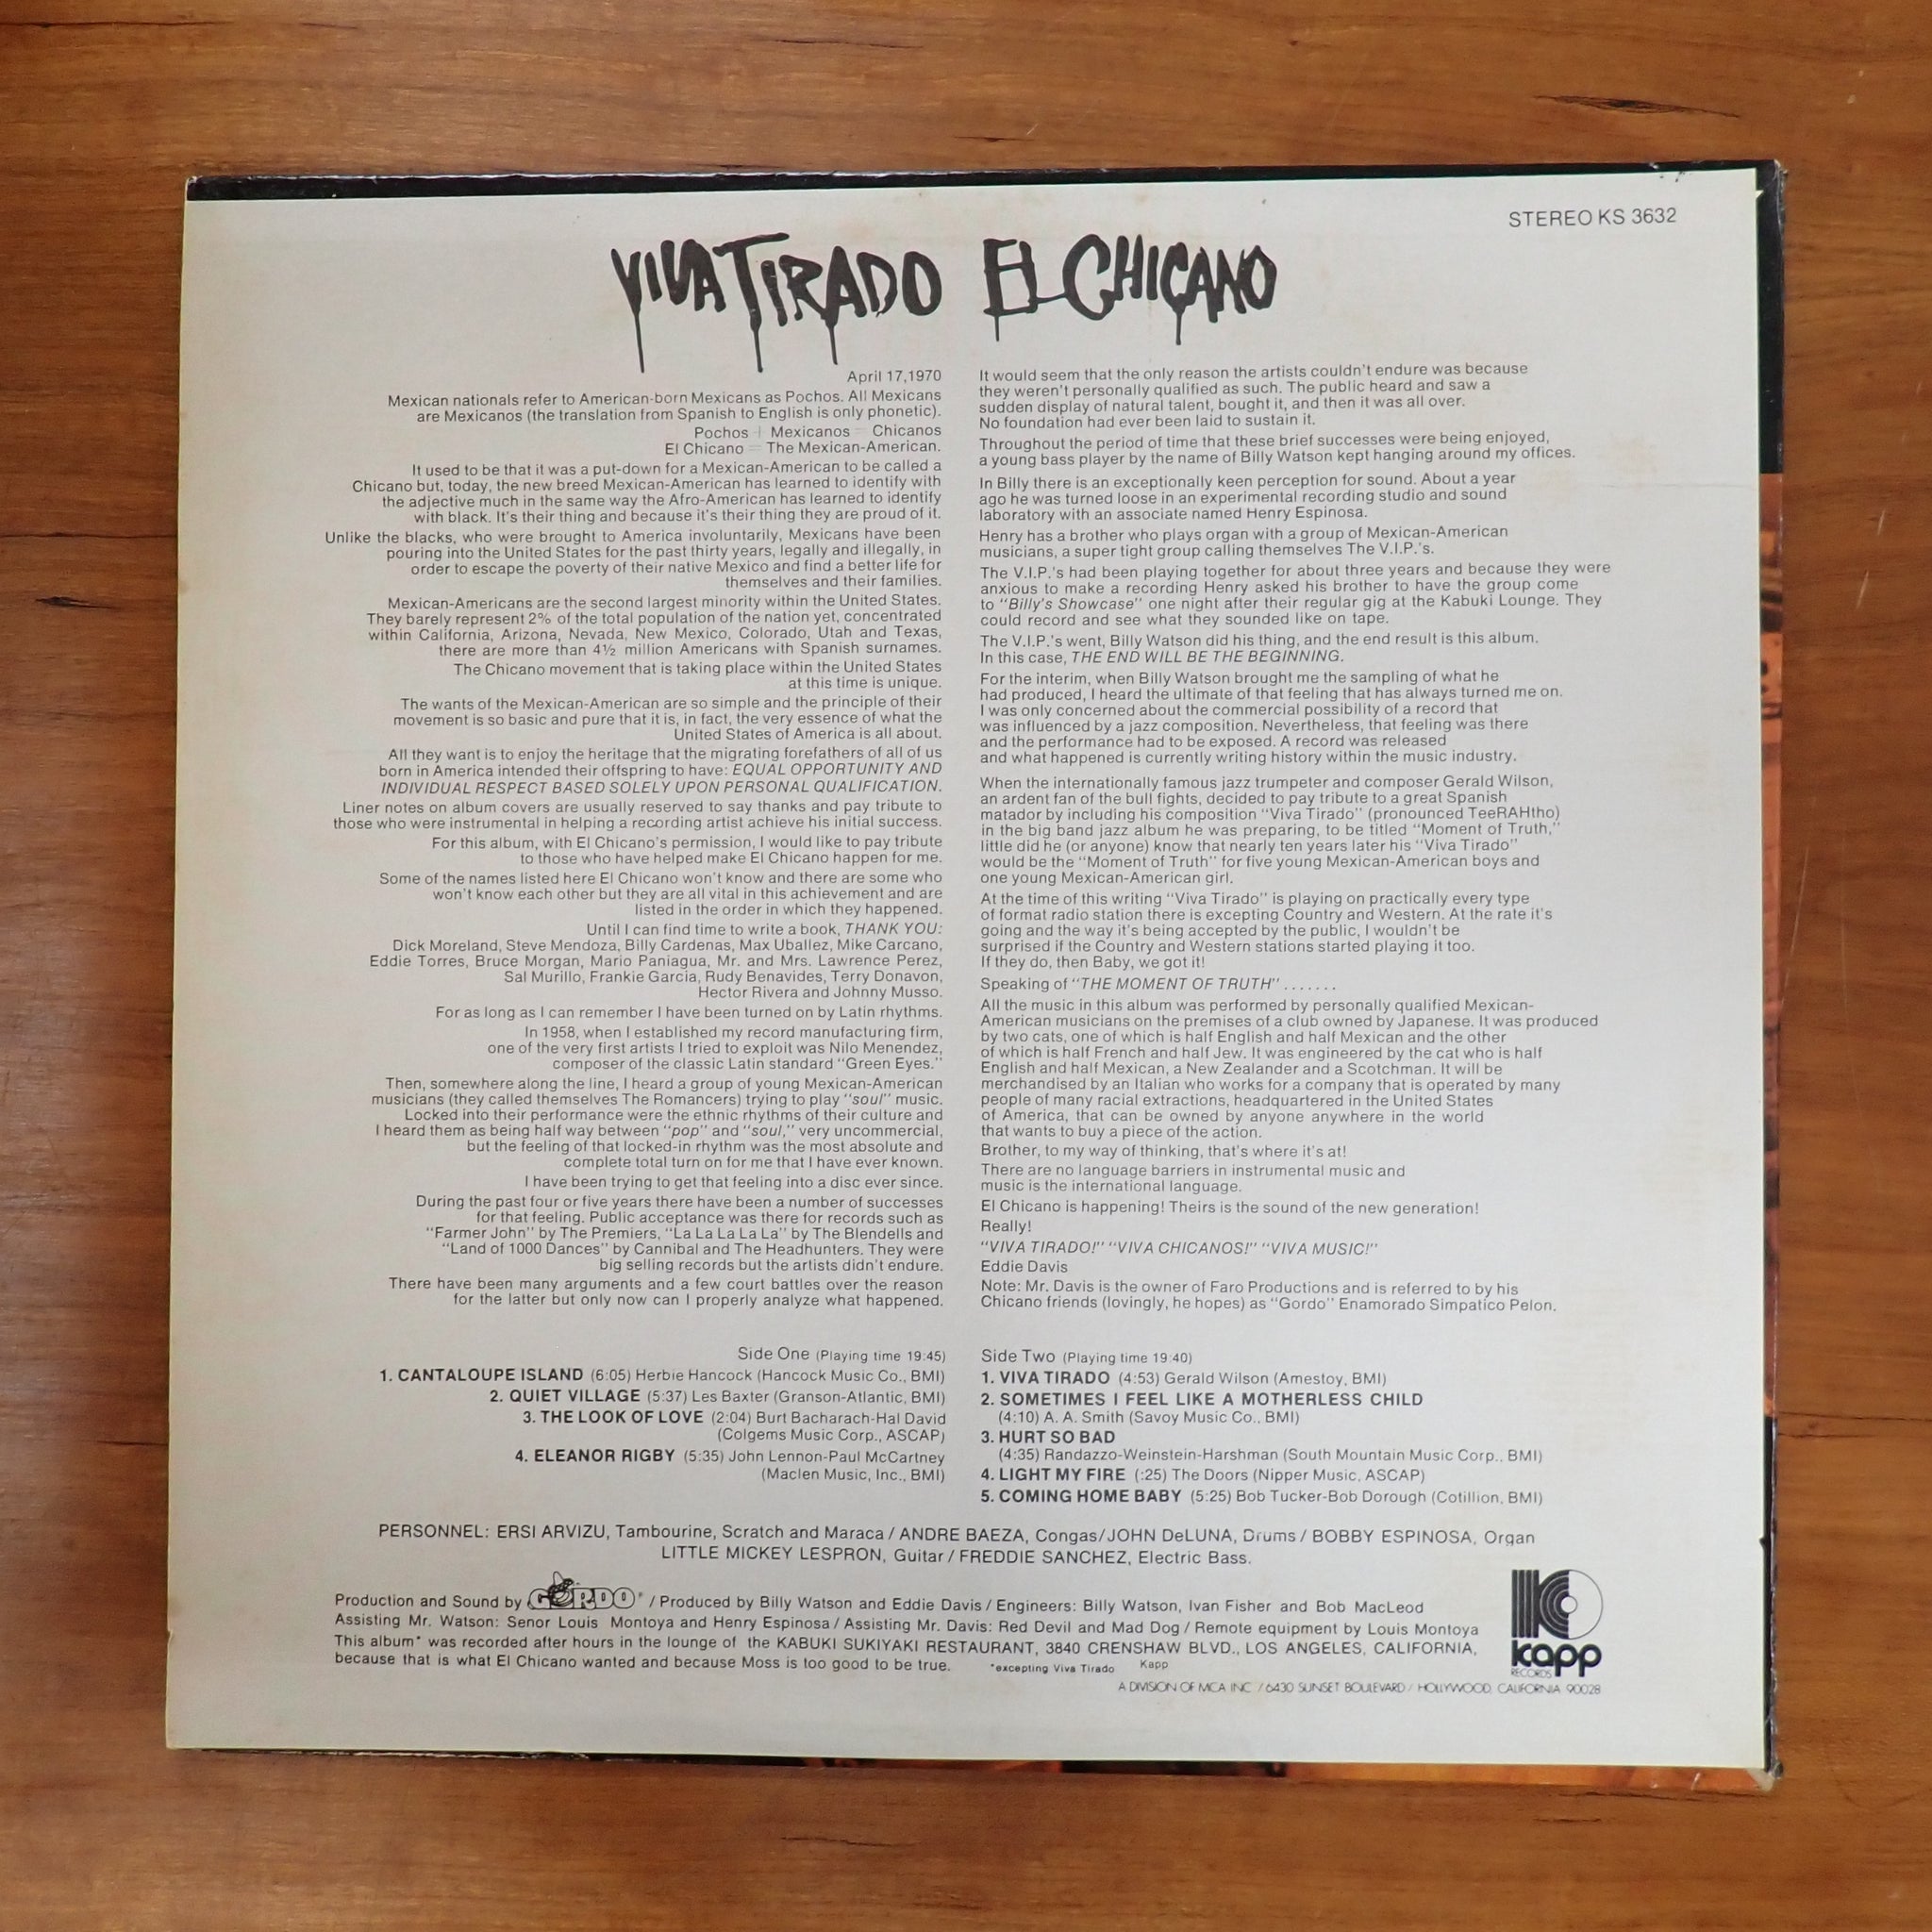 STEREO KS 3632
VIVA TIRADO EL CHICANO
April 17,1970
Mexican nationals refer to American-born Mexicans as Pochos. All Mexicans
are Mexicanos (the translation from Spanish to English is only phonetic).
Pochos + Mexicanos = Chicanos
El Chicano = The Mexican-American.
It used to be that it was a put-down for a Mexican-American to be called a
Chicano but, today, the new breed Mexican-American has learned to identify with
the adjective much in the same way the Afro-American has learned to identify
with black. It's their thing and because it's their thing they are proud of it.
Unlike the blacks, who were brought to America involuntarily, Mexicans have been
pouring into the United States for the past thirty years, legally and illegally, in
order to escape the poverty of their native Mexico and find a better life for
themselves and their families.
Mexican-Americans are the second largest minority within the United States.
They barely represent 2% of the total population of the nation yet, concentrated
within California, Arizona, Nevada, New Mexico, Colorado, Utah and Texas,
there are more than 4½ million Americans with Spanish surnames.
The Chicano movement that is taking place within the United States
at this time is unique.
The wants of the Mexican-American are so simple and the principle of their
movement is so basic and pure that it is, in fact, the very essence of what the
United States of America is all about.
All they want is to enjoy the heritage that the migrating forefathers of all of us
born in America intended their offspring to have: EQUAL OPPORTUNITY AND
INDIVIDUAL RESPECT BASED SOLELY UPON PERSONAL QUALIFICATION.
Liner notes on album covers are usually reserved to say thanks and pay tribute to
those who were instrumental in helping a recording artist achieve his initial success.
For this album, with El Chicano's permission, I would like to pay tribute
to those who have helped make El Chicano happen for me.
Some of the names listed here El Chicano won't know and there are some who
won't know each other but they are all vital in this achievement and are
listed in the order in which they happened.
Until I can find time to write a book, THANK YOU:
Dick Moreland, Steve Mendoza, Billy Cardenas, Max Uballez, Mike Carcano,
Eddie Torres, Bruce Morgan, Mario Paniagua, Mr. and Mrs. Lawrence Perez,
Sal Murillo, Frankie Garcia, Rudy Benavides, Terry Donavon,
Hector Rivera and Johnny Musso.
For as long as I can remember I have been turned on by Latin rhythms.
In 1958, when I established my record manufacturing firm,
one of the very first artists I tried to exploit was Nilo Menendez,
composer of the classic Latin standard "Green Eyes."
Then, somewhere along the line, I heard a group of young Mexican-American
musicians (they called themselves The Romancers) trying to play "soul" music.
Locked into their performance were the ethnic rhythms of their culture and
I heard them as being half way between "pop" and "soul," very uncommercial,
but the feeling of that locked-in rhythm was the most absolute and
complete total turn on for me that I have ever known.
I have been trying to get that feeling into a disc ever since.
During the past four or five years there have been a number of successes
for that feeling. Public acceptance was there for records such as
"Farmer John" by The Premiers, "La La La La La" by The Blendells and
"Land of 1000 Dances" by Cannibal and The Headhunters. They were
big selling records but the artists didn't endure.
There have been many arguments and a few court battles over the reason
for the latter but only now can I properly analyze what happened.
It would seem that the only reason the artists couldn't endure was because
they weren't personally qualified as such. The public heard and saw a
sudden display of natural talent, bought it, and then it was all over.
No foundation had ever been laid to sustain it.
Throughout the period of time that these brief successes were being enjoyed,
a young bass player by the name of Billy Watson kept hanging around my offices.
In Billy there is an exceptionally keen perception for sound. About a year
ago he was turned loose in an experimental recording studio and sound
laboratory with an associate named Henry Espinosa.
Henry has a brother who plays organ with a group of Mexican-American
musicians, a super tight group calling themselves The V.I.P.'s.
The V.I.P.'s had been playing together for about three years and because they were
anxious to make a recording Henry asked his brother to have the group come
to "Billy's Showcase" one night after their regular gig at the Kabuki Lounge. They
could record and see what they sounded like on tape.
The V.I.P.'s went, Billy Watson did his thing, and the end result is this album.
In this case, THE END WILL BE THE BEGINNING.
For the interim, when Billy Watson brought me the sampling of what he
had produced, I heard the ultimate of that feeling that has always turned me on.
I was only concerned about the commercial possibility of a record that
was influenced by a jazz composition. Nevertheless, that feeling was there
and the performance had to be exposed. A record was released
and what happened is currently writing history within the music industry.
When the internationally famous jazz trumpeter and composer Gerald Wilson,
an ardent fan of the bull fights, decided to pay tribute to a great Spanish
matador by including his composition "Viva Tirado" (pronounced TeeRAHtho)
in the big band jazz album he was preparing, to be titled "Moment of Truth,"
little did he (or anyone) know that nearly ten years later his "Viva Tirado"
would be the "Moment of Truth" for five young Mexican-American boys and
one young Mexican-American girl.
At the time of this writing "Viva Tirado" is playing on practically every type
of format radio station there is excepting Country and Western. At the rate it's
going and the way it's being accepted by the public, I wouldn't be
surprised if the Country and Western stations started playing it too.
If they do, then Baby, we got it!
Speaking of "THE MOMENT OF TRUTH" .......
All the music in this album was performed by personally qualified Mexican-
American musicians on the premises of a club owned by Japanese. It was produced
by two cats, one of which is half English and half Mexican and the other
of which is half French and half Jew. It was engineered by the cat who is half
English and half Mexican, a New Zealander and a Scotchman. It will be
merchandised by an Italian who works for a company that is operated by many
people of many racial extractions, headquartered in the United States
of America, that can be owned by anyone anywhere in the world
that wants to buy a piece of the action.
Brother, to my way of thinking, that's where it's at!
There are no language barriers in instrumental music and
music is the international language.
El Chicano is happening! Theirs is the sound of the new generation!
Really!
"VIVA TIRADO!" "VIVA CHICANOS!" "VIVA MUSIC!"
Eddie Davis
Note: Mr. Davis is the owner of Faro Productions and is referred to by his
Chicano friends (lovingly, he hopes) as "Gordo" Enamorado Simpatico Pelon.
Side One (Playing time 19:45)
1. CANTALOUPE ISLAND (6:05) Herbie Hancock (Hancock Music Co., BMI)
2. QUIET VILLAGE (5:37) Les Baxter (Granson-Atlantic, BMI)
3. THE LOOK OF LOVE (2:04) Burt Bacharach-Hal David
(Colgems Music Corp., ASCAP)
4. ELEANOR RIGBY (5:35) John Lennon-Paul McCartney
(Maclen Music, Inc., BMI)
Side Two (Playing time 19:40)
1. VIVA TIRADO (4:53) Gerald Wilson (Amestoy, BMI)
2. SOMETIMES I FEEL LIKE A MOTHERLESS CHILD
(4:10) A. A. Smith (Savoy Music Co., BMI)
3. HURT SO BAD
(4:35) Randazzo-Weinstein-Harshman (South Mountain Music Corp., BMI)
4. LIGHT MY FIRE (:25) The Doors (Nipper Music, ASCAP)
5. COMING HOME BABY (5:25) Bob Tucker-Bob Dorough (Cotillion, BMI)
PERSONNEL: ERSI ARVIZU, Tambourine, Scratch and Maraca / ANDRE BAEZA, Congas/JOHN DeLUNA, Drums / BOBBY ESPINOSA, Organ
LITTLE MICKEY LESPRON, Guitar / FREDDIE SANCHEZ, Electric Bass.
Production and Sound by GORDO* / Produced by Billy Watson and Eddie Davis / Engineers: Billy Watson, Ivan Fisher and Bob MacLeod
Assisting Mr. Watson: Senor Louis Montoya and Henry Espinosa / Assisting Mr. Davis: Red Devil and Mad Dog / Remote equipment by Louis Montoya
This album* was recorded after hours in the lounge of the KABUKI SUKIYAKI RESTAURANT, 3840 CRENSHAW BLVD., LOS ANGELES, CALIFORNIA,
because that is what El Chicano wanted and because Moss is too good to be true. *excepting Viva Tirado Kapp
kapp
RECORDS
A DIVISION OF MCA INC. / 6430 SUNSET BOULEVARD / HOLLYWOOD, CALIFORNIA 90028